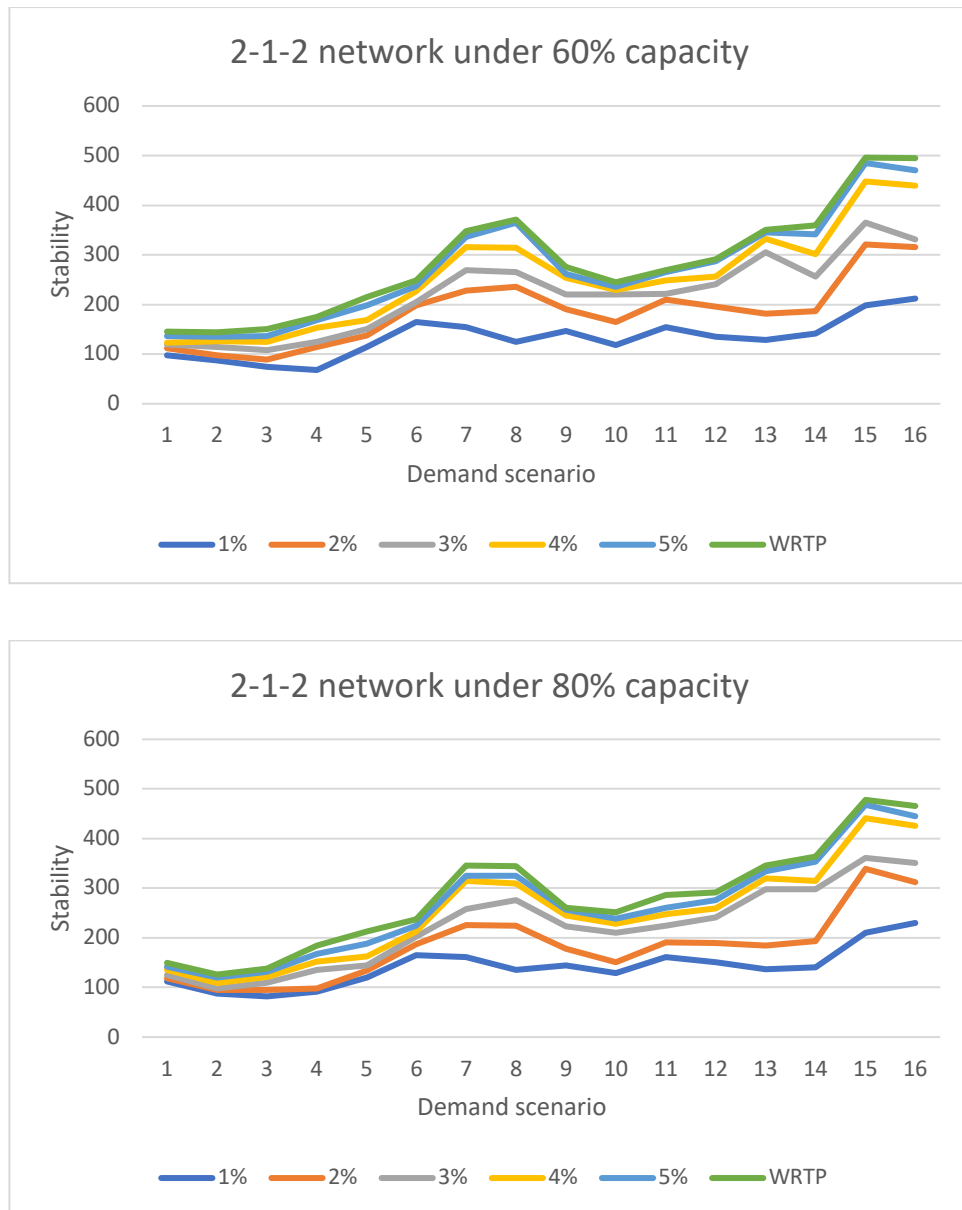 2-1-2 network under 60% capacity
600
500
400
300
200
100
0
Stability
1 2 3 4 5 6 7 8 9 10 11 12 13 14 15 16
Demand scenario
1% 2% 3% 4% 5% WRTP
2-1-2 network under 80% capacity
600
500
400
300
200
100
0
Stability
1 2 3 4 5 6 7 8 9 10 11 12 13 14 15 16
Demand scenario
1% 2% 3% 4% 5% WRTP